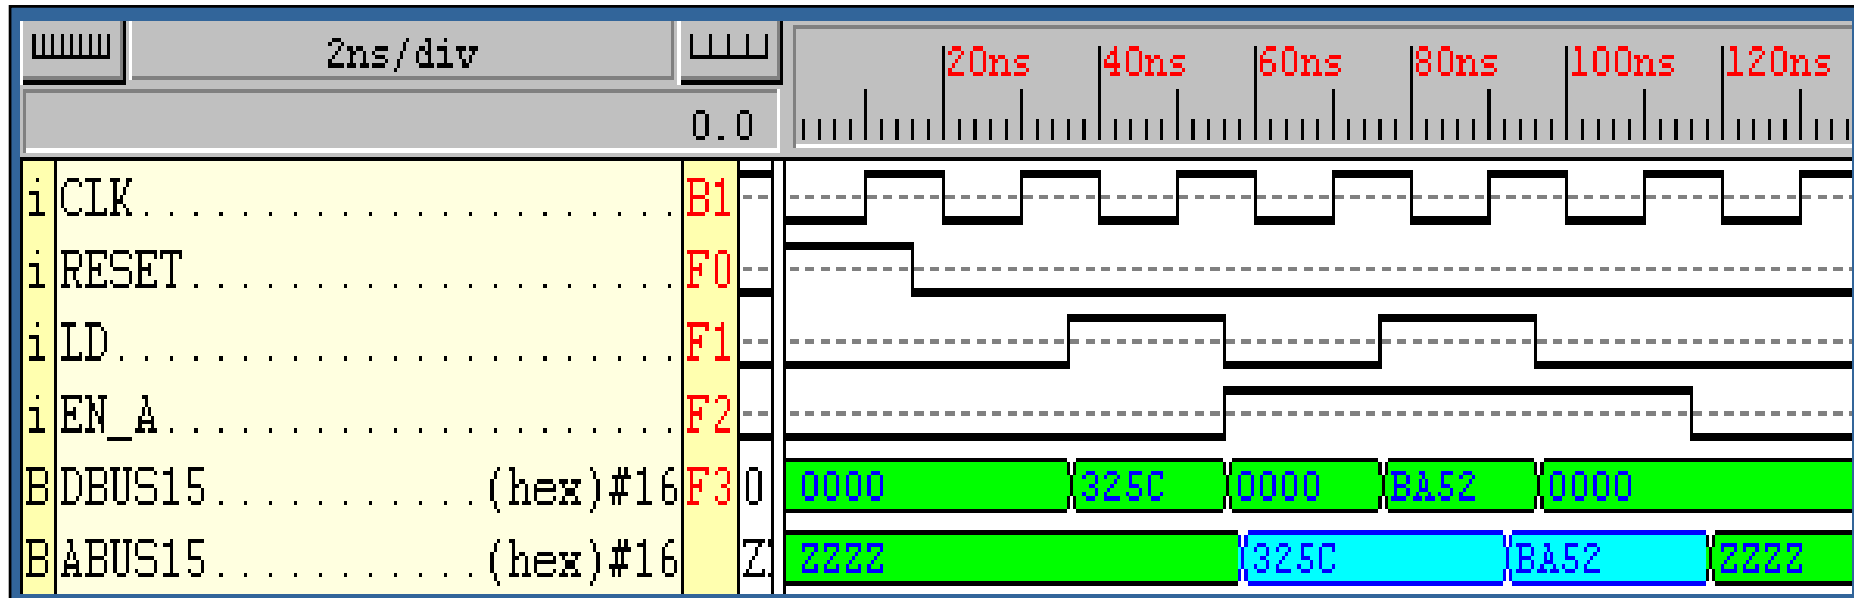 2ns/div
20ns 40ns 60ns 80ns 100ns 120ns
0.0
i CLK............................ B1
i RESET......................... F0
i LD............................. F1
i EN_A.......................... F2
B DBUS15............(hex)#16 F3 0 0000 325C 0000 BA52 0000
B ABUS15............(hex)#16 Z ZZZZ 325C BA52 ZZZZ